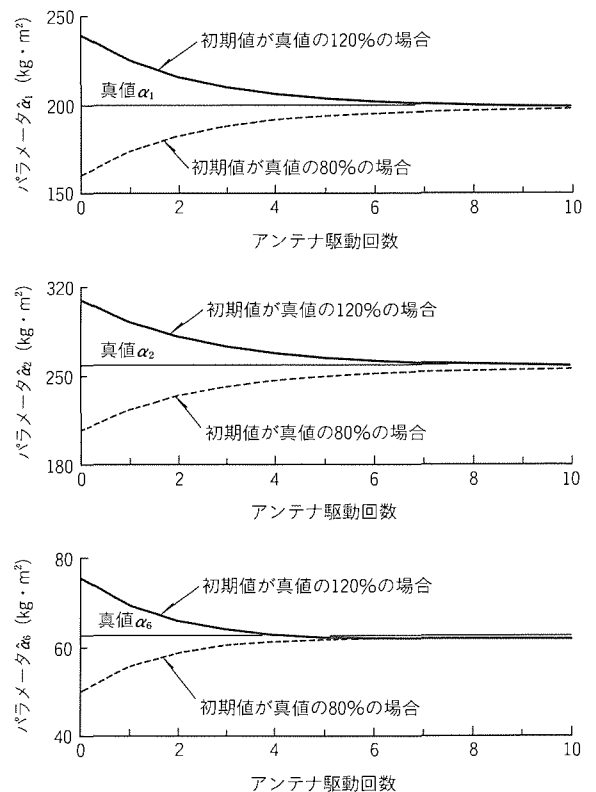 250
初期値が真値の120%の場合
真値α₁
200
初期値が真値の80%の場合
150
パラメータα̂₁ (kg・m²)
0 2 4 6 8 10
アンテナ駆動回数
320
初期値が真値の120%の場合
真値α₂
250
初期値が真値の80%の場合
180
パラメータα̂₂ (kg・m²)
0 2 4 6 8 10
アンテナ駆動回数
80
初期値が真値の120%の場合
真値α₆
60
初期値が真値の80%の場合
40
パラメータα̂₆ (kg・m²)
0 2 4 6 8 10
アンテナ駆動回数